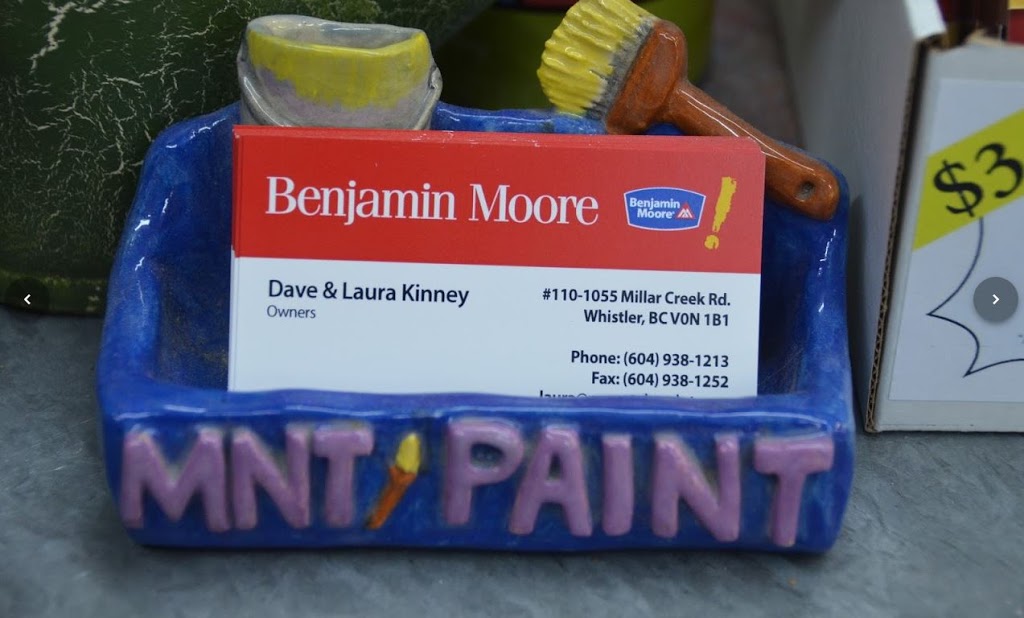 Benjamin Moore
Benjamin
Moore
!
Dave & Laura Kinney
Owners
#110-1055 Millar Creek Rd.
Whistler, BC V0N 1B1
Phone: (604) 938-1213
Fax: (604) 938-1252
MNT PAINT
$3